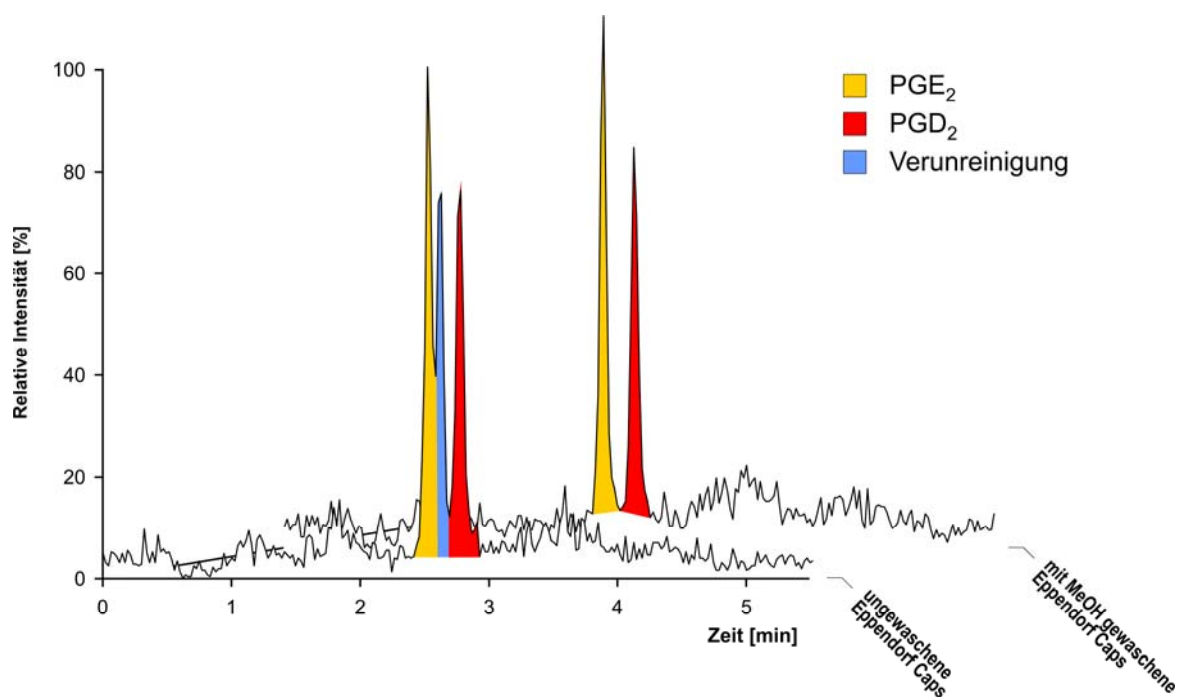 100
80
60
40
20
0
Relative Intensität [%]
0 1 2 3 4 5
Zeit [min]
PGE₂
PGD₂
Verunreinigung
ungewaschene
Eppendorf Caps
mit MeOH gewaschene
Eppendorf Caps